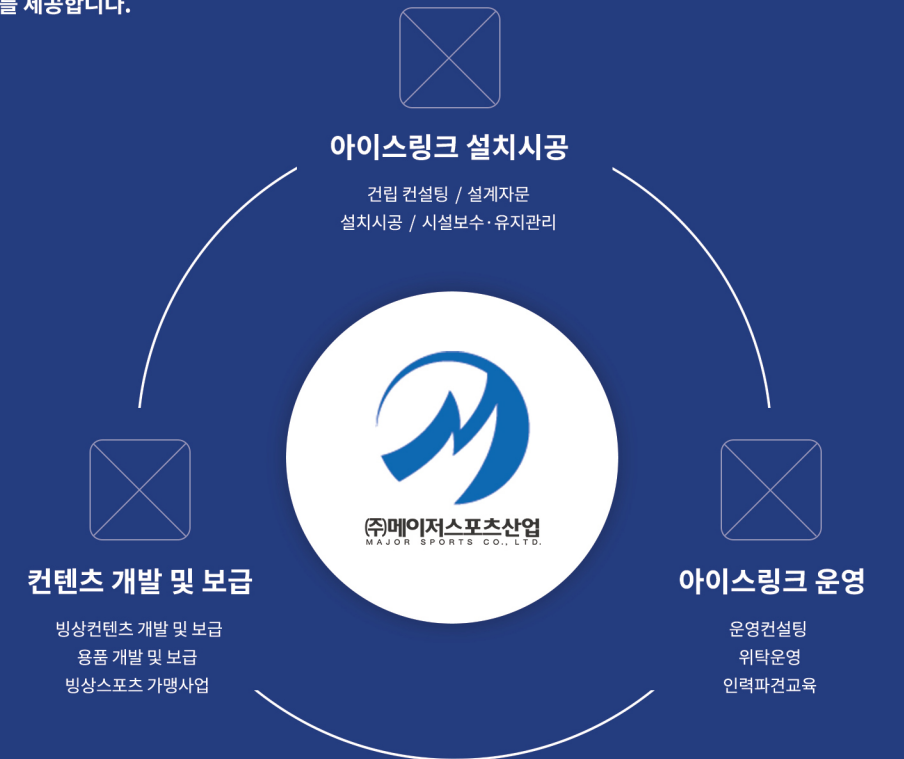 를 제공합니다.
아이스링크 설치시공
건립 컨설팅 / 설계자문
설치시공 / 시설보수·유지관리
(주)메이저스포츠산업
MAJOR SPORTS CO., LTD.
컨텐츠 개발 및 보급
빙상컨텐츠 개발 및 보급
용품 개발 및 보급
빙상스포츠 가맹사업
아이스링크 운영
운영컨설팅
위탁운영
인력파견교육